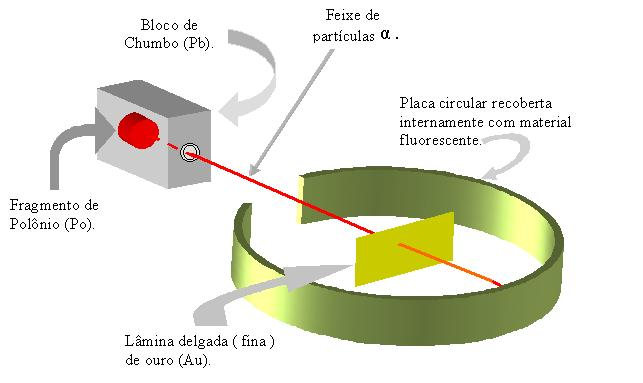 Bloco de
Chumbo (Pb).
Feixe de
partículas α .
Placa circular recoberta
internamente com material
fluorescente.
Fragmento de
Polônio (Po).
Lâmina delgada ( fina )
de ouro (Au).